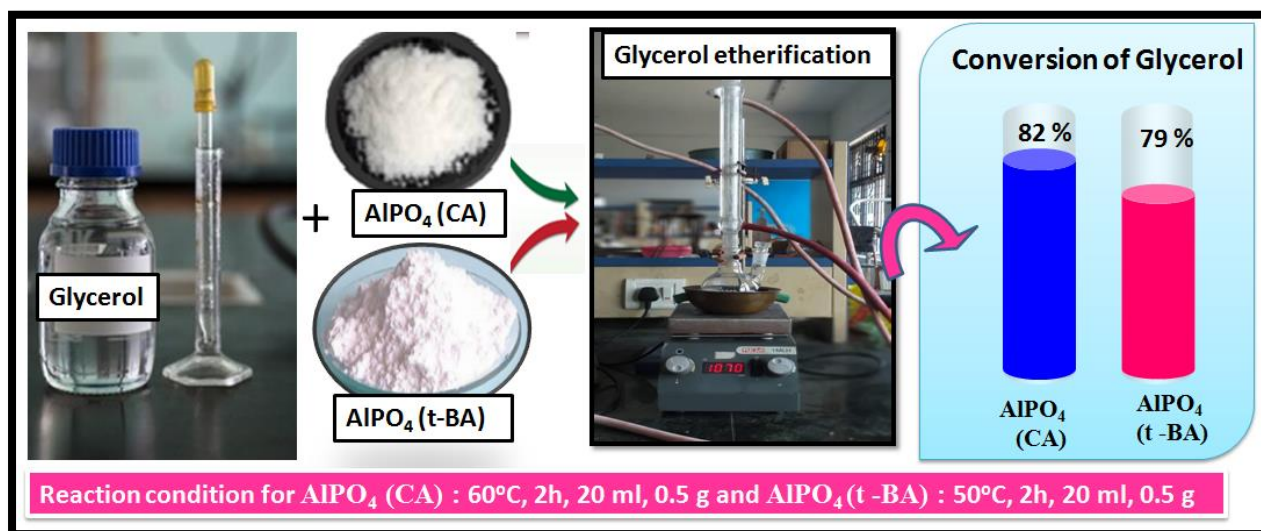 Glycerol
+
AlPO₄ (CA)
AlPO₄ (t-BA)
Glycerol etherification
1070
Conversion of Glycerol
82 %
79 %
AlPO₄
(CA)
AlPO₄
(t -BA)
Reaction condition for AlPO₄ (CA) : 60°C, 2h, 20 ml, 0.5 g and AlPO₄ (t -BA) : 50°C, 2h, 20 ml, 0.5 g